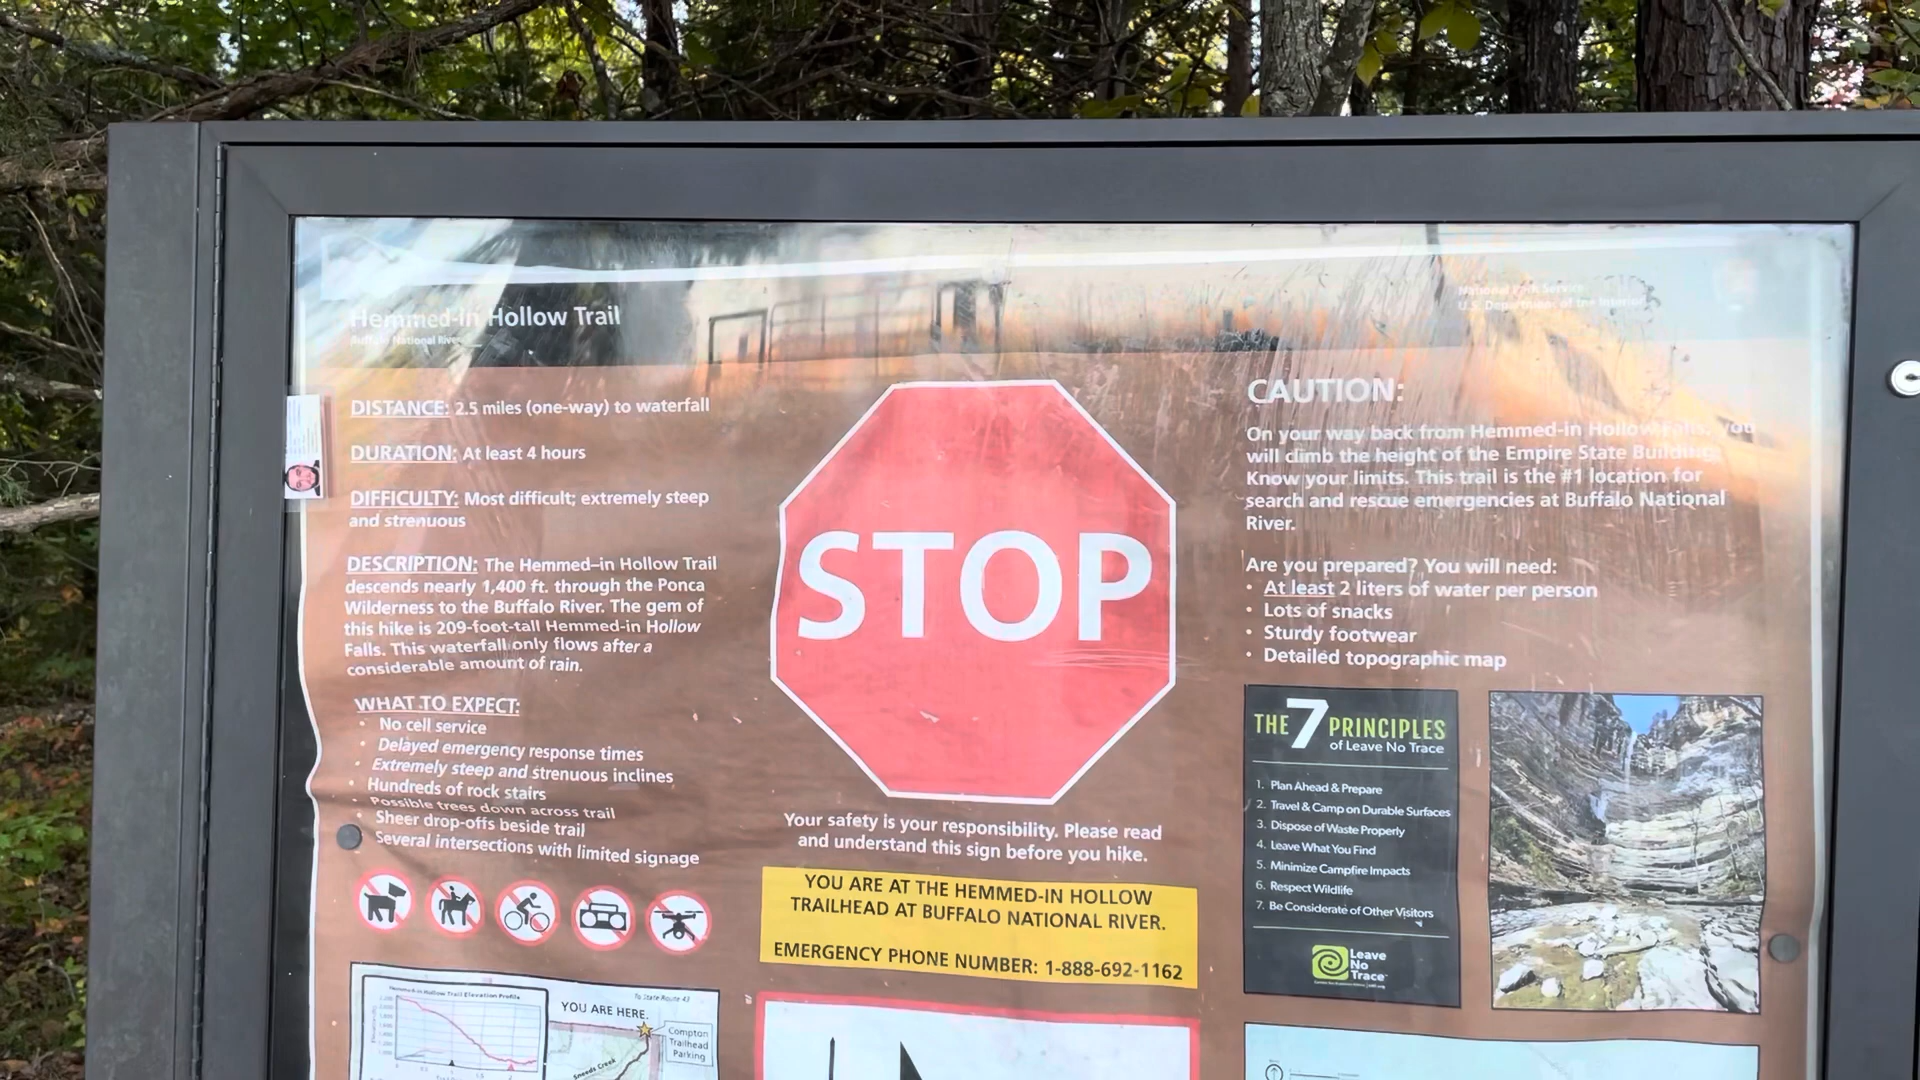 Hemmed-In Hollow Trail
Buffalo National River
National Park Service
U.S. Department of the Interior
DISTANCE: 2.5 miles (one-way) to waterfall
DURATION: At least 4 hours
DIFFICULTY: Most difficult; extremely steep
and strenuous
DESCRIPTION: The Hemmed–in Hollow Trail
descends nearly 1,400 ft. through the Ponca
Wilderness to the Buffalo River. The gem of
this hike is 209-foot-tall Hemmed-in Hollow
Falls. This waterfall only flows after a
considerable amount of rain.
WHAT TO EXPECT:
• No cell service
• Delayed emergency response times
• Extremely steep and strenuous inclines
• Hundreds of rock stairs
• Possible trees down across trail
• Sheer drop-offs beside trail
• Several intersections with limited signage
Hemmed-in Hollow Trail Elevation Profile
YOU ARE HERE.
To State Route 43
Compton
Trailhead
Parking
Sneeds Creek
STOP
Your safety is your responsibility. Please read
and understand this sign before you hike.
YOU ARE AT THE HEMMED-IN HOLLOW
TRAILHEAD AT BUFFALO NATIONAL RIVER.
EMERGENCY PHONE NUMBER: 1-888-692-1162
CAUTION:
On your way back from Hemmed-in Hollow Falls, you
will climb the height of the Empire State Building.
Know your limits. This trail is the #1 location for
search and rescue emergencies at Buffalo National
River.
Are you prepared? You will need:
• At least 2 liters of water per person
• Lots of snacks
• Sturdy footwear
• Detailed topographic map
THE 7 PRINCIPLES
of Leave No Trace
1. Plan Ahead & Prepare
2. Travel & Camp on Durable Surfaces
3. Dispose of Waste Properly
4. Leave What You Find
5. Minimize Campfire Impacts
6. Respect Wildlife
7. Be Considerate of Other Visitors
Leave
No
Trace